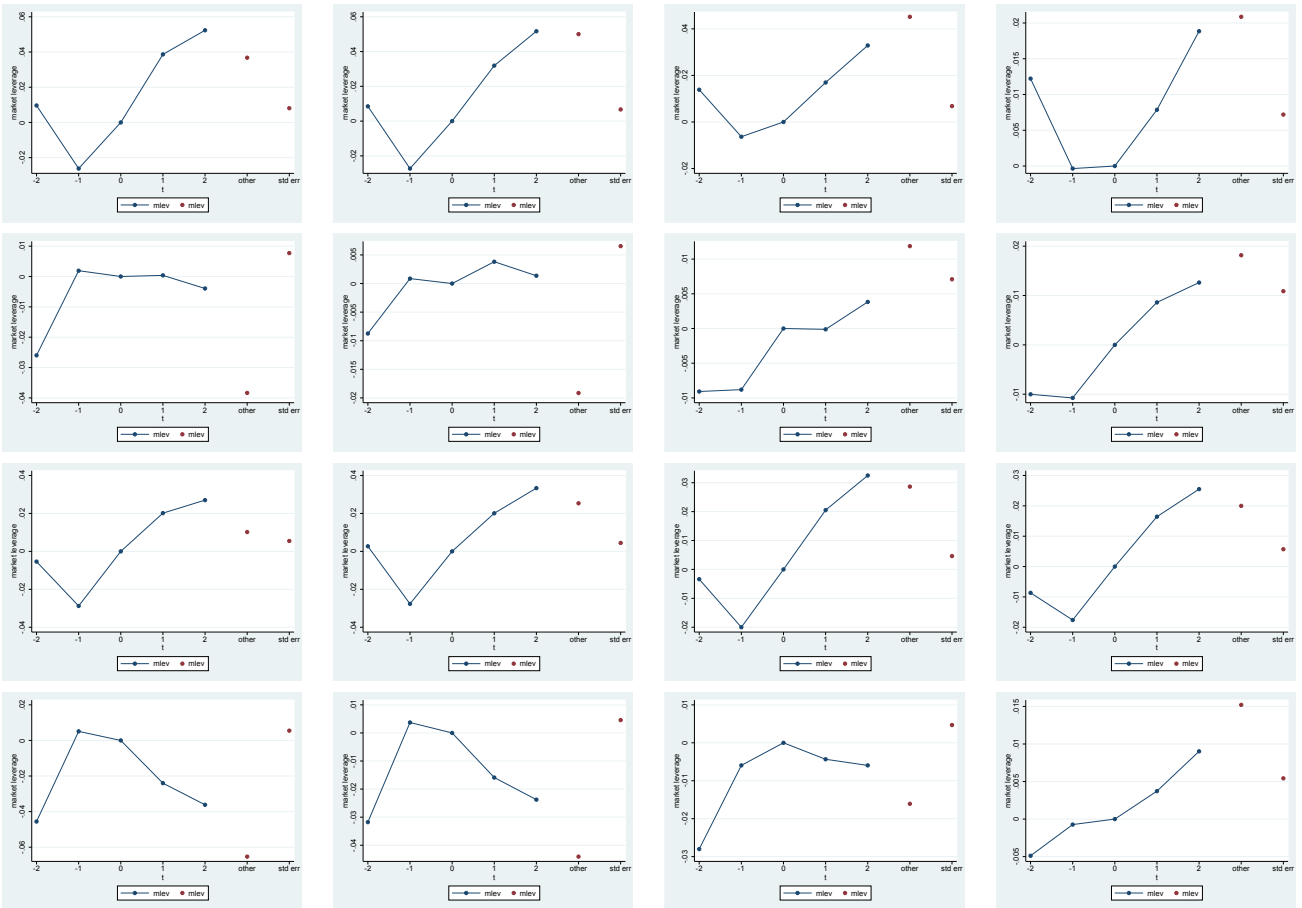 market leverage
-.02 0 .02 .04 .06
-2 -1 0 1 2 other std err
t
mlev mlev
market leverage
-.02 0 .02 .04 .06
-2 -1 0 1 2 other std err
t
mlev mlev
market leverage
-.02 0 .02 .04
-2 -1 0 1 2 other std err
t
mlev mlev
market leverage
0 .005 .01 .015 .02
-2 -1 0 1 2 other std err
t
mlev mlev
market leverage
-.04 -.03 -.02 -.01 0 .01
-2 -1 0 1 2 other std err
t
mlev mlev
market leverage
-.02 -.015 -.01 -.005 0 .005
-2 -1 0 1 2 other std err
t
mlev mlev
market leverage
-.01 -.005 0 .005 .01
-2 -1 0 1 2 other std err
t
mlev mlev
market leverage
-.01 0 .01 .02
-2 -1 0 1 2 other std err
t
mlev mlev
market leverage
-.04 -.02 0 .02 .04
-2 -1 0 1 2 other std err
t
mlev mlev
market leverage
-.04 -.02 0 .02 .04
-2 -1 0 1 2 other std err
t
mlev mlev
market leverage
-.02 -.01 0 .01 .02 .03
-2 -1 0 1 2 other std err
t
mlev mlev
market leverage
-.02 -.01 0 .01 .02 .03
-2 -1 0 1 2 other std err
t
mlev mlev
market leverage
-.06 -.04 -.02 0 .02
-2 -1 0 1 2 other std err
t
mlev mlev
market leverage
-.04 -.03 -.02 -.01 0 .01
-2 -1 0 1 2 other std err
t
mlev mlev
market leverage
-.03 -.02 -.01 0 .01
-2 -1 0 1 2 other std err
t
mlev mlev
market leverage
-.005 0 .005 .01 .015
-2 -1 0 1 2 other std err
t
mlev mlev